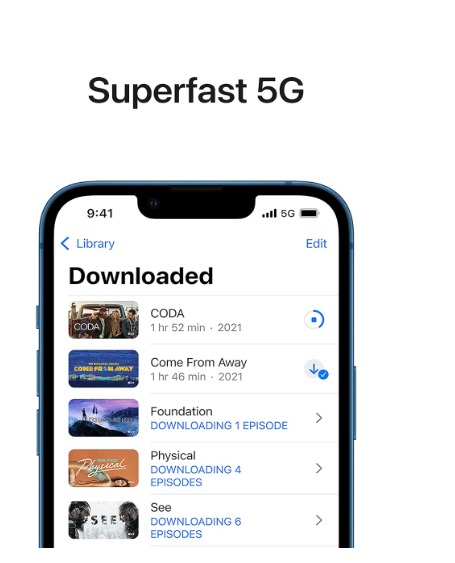 Superfast 5G
9:41
5G
Library
Edit
Downloaded
CODA
CODA
1 hr 52 min · 2021
COME FROM AWAY
Come From Away
1 hr 46 min · 2021
Foundation
DOWNLOADING 1 EPISODE
Physical
Physical
DOWNLOADING 4
EPISODES
SEE
See
DOWNLOADING 6
EPISODES